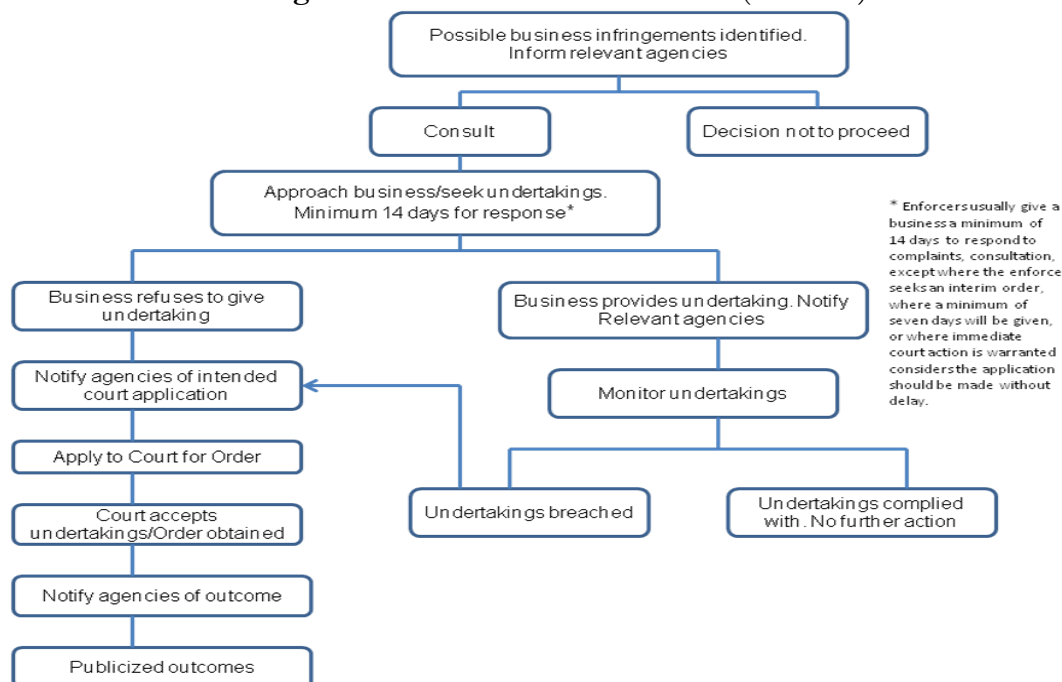 Possible business infringements identified.
Inform relevant agencies
Consult
Decision not to proceed
Approach business/seek undertakings.
Minimum 14 days for response*
* Enforcers usually give a
business a minimum of
14 days to respond to
complaints, consultation,
except where the enforce
seeks an interim order,
where a minimum of
seven days will be given,
or where immediate
court action is warranted
considers the application
should be made without
delay.
Business refuses to give
undertaking
Business provides undertaking. Notify
Relevant agencies
Notify agencies of intended
court application
Monitor undertakings
Apply to Court for Order
Undertakings breached
Undertakings complied
with. No further action
Court accepts
undertakings/Order obtained
Notify agencies of outcome
Publicized outcomes